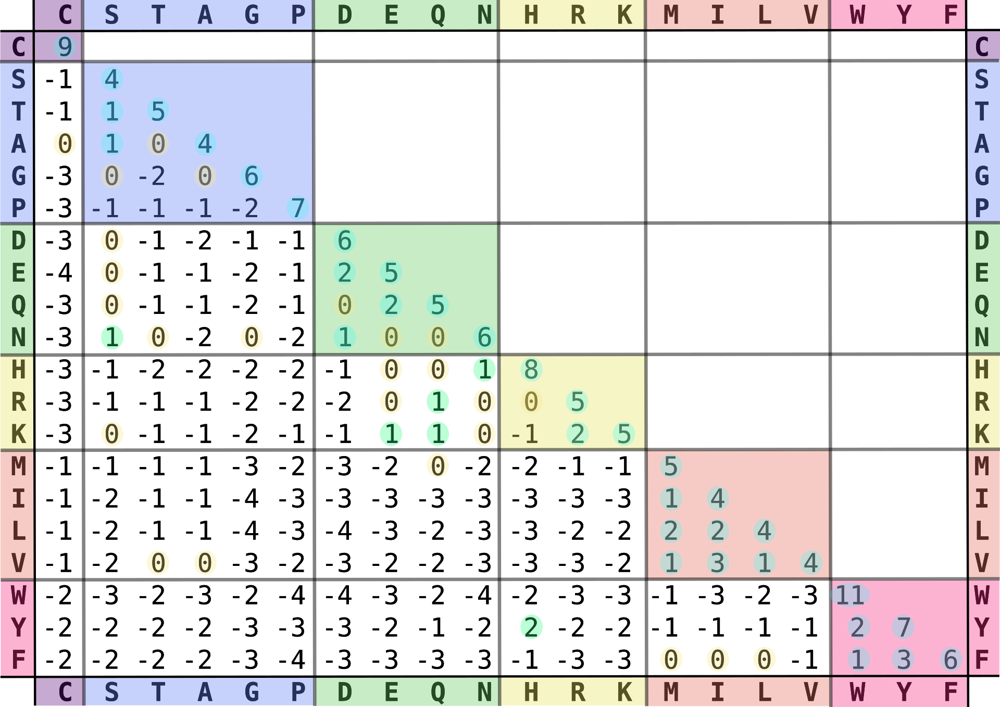 C S T A G P D E Q N H R K M I L V W Y F
C 9 C
S -1 4 S
T -1 1 5 T
A 0 1 0 4 A
G -3 0 -2 0 6 G
P -3 -1 -1 -1 -2 7 P
D -3 0 -1 -2 -1 -1 6 D
E -4 0 -1 -1 -2 -1 2 5 E
Q -3 0 -1 -1 -2 -1 0 2 5 Q
N -3 1 0 -2 0 -2 1 0 0 6 N
H -3 -1 -2 -2 -2 -2 -1 0 0 1 8 H
R -3 -1 -1 -1 -2 -2 -2 0 1 0 0 5 R
K -3 0 -1 -1 -2 -1 -1 1 1 0 -1 2 5 K
M -1 -1 -1 -1 -3 -2 -3 -2 0 -2 -2 -1 -1 5 M
I -1 -2 -1 -1 -4 -3 -3 -3 -3 -3 -3 -3 -3 1 4 I
L -1 -2 -1 -1 -4 -3 -4 -3 -2 -3 -3 -2 -2 2 2 4 L
V -1 -2 0 0 -3 -2 -3 -2 -2 -3 -3 -3 -2 1 3 1 4 V
W -2 -3 -2 -3 -2 -4 -4 -3 -2 -4 -2 -3 -3 -1 -3 -2 -3 11 W
Y -2 -2 -2 -2 -3 -3 -3 -2 -1 -2 2 -2 -2 -1 -1 -1 -1 2 7 Y
F -2 -2 -2 -2 -3 -4 -3 -3 -3 -3 -1 -3 -3 0 0 0 -1 1 3 6 F
C S T A G P D E Q N H R K M I L V W Y F